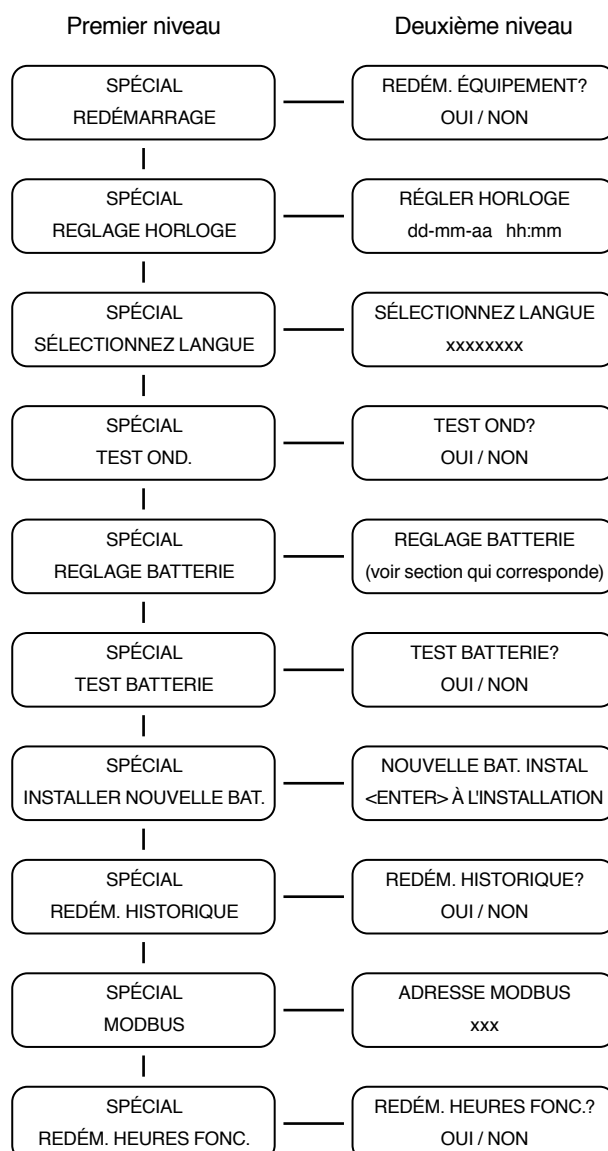 Premier niveau
Deuxième niveau
SPÉCIAL
REDÉMARRAGE
REDÉM. ÉQUIPEMENT?
OUI / NON
SPÉCIAL
REGLAGE HORLOGE
RÉGLER HORLOGE
dd-mm-aa hh:mm
SPÉCIAL
SÉLECTIONNEZ LANGUE
SÉLECTIONNEZ LANGUE
xxxxxxxx
SPÉCIAL
TEST OND.
TEST OND?
OUI / NON
SPÉCIAL
REGLAGE BATTERIE
REGLAGE BATTERIE
(voir section qui corresponde)
SPÉCIAL
TEST BATTERIE
TEST BATTERIE?
OUI / NON
SPÉCIAL
INSTALLER NOUVELLE BAT.
NOUVELLE BAT. INSTAL
<ENTER> À L'INSTALLATION
SPÉCIAL
REDÉM. HISTORIQUE
REDÉM. HISTORIQUE?
OUI / NON
SPÉCIAL
MODBUS
ADRESSE MODBUS
xxx
SPÉCIAL
REDÉM. HEURES FONC.
REDÉM. HEURES FONC.?
OUI / NON